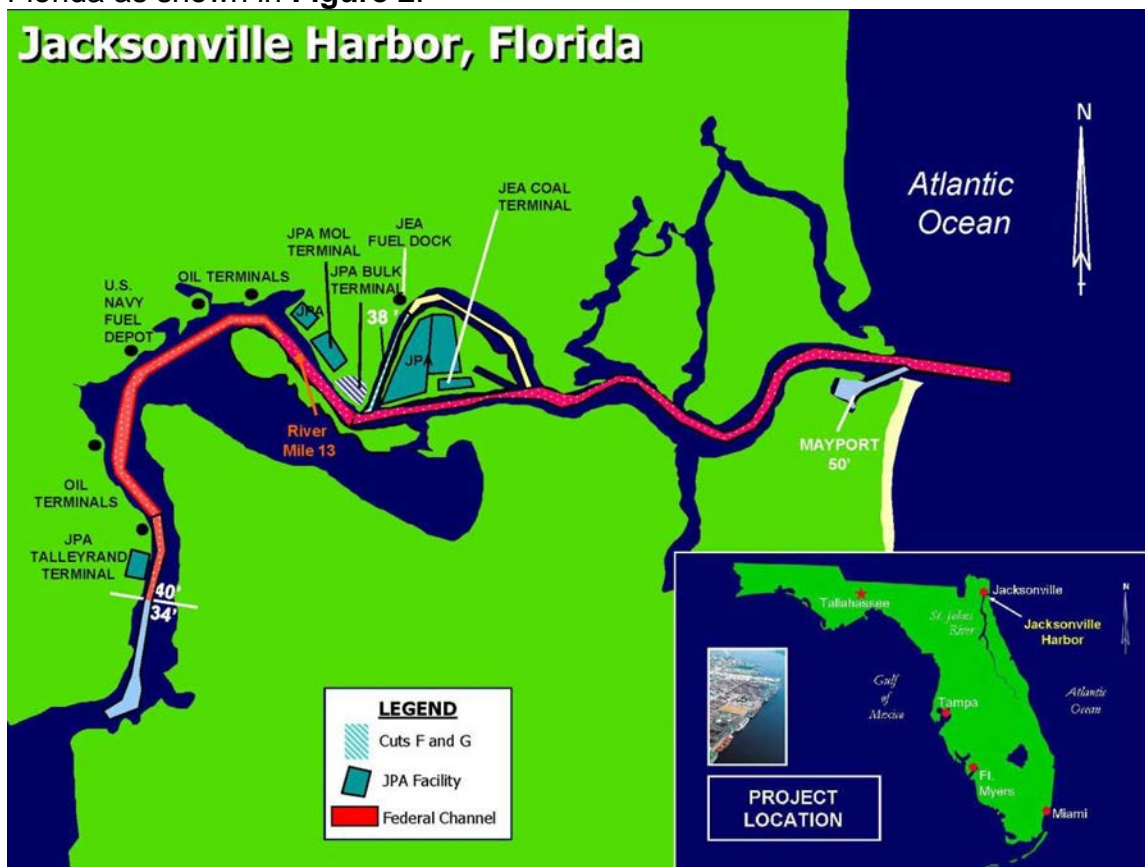 Florida as shown in Figure 2.
Jacksonville Harbor, Florida
N
Atlantic
Ocean
JEA COAL
TERMINAL
JEA
FUEL DOCK
JPA MOL
TERMINAL
JPA BULK
TERMINAL
OIL TERMINALS
U.S.
NAVY
FUEL
DEPOT
JPA
38 '
JPA
River
Mile 13
MAYPORT
50'
OIL
TERMINALS
JPA
TALLEYRAND
TERMINAL
40'
34'
LEGEND
Cuts F and G
JPA Facility
Federal Channel
Tallahassee
Jacksonville
N
St. Johns
River
Jacksonville
Harbor
Gulf
of
Mexico
Tampa
Atlantic
Ocean
Ft.
Myers
Miami
PROJECT
LOCATION